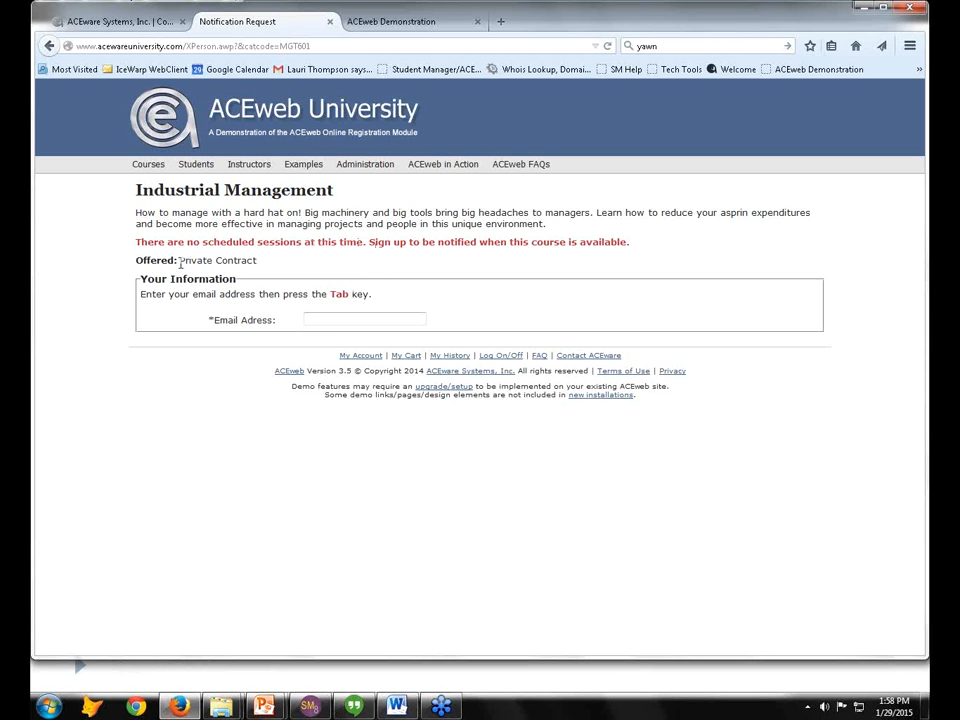 ACEware Systems, Inc. | Co...
Notification Request
ACEweb Demonstration
www.acewareuniversity.com/XPerson.awp?&catcode=MGT601
yawn
Most Visited
IceWarp WebClient
Google Calendar
Lauri Thompson says...
Student Manager/ACE...
Whois Lookup, Domai...
SM Help
Tech Tools
Welcome
ACEweb Demonstration
ACEweb University
A Demonstration of the ACEweb Online Registration Module
Courses Students Instructors Examples Administration ACEweb in Action ACEweb FAQs
Industrial Management
How to manage with a hard hat on! Big machinery and big tools bring big headaches to managers. Learn how to reduce your asprin expenditures
and become more effective in managing projects and people in this unique environment.
There are no scheduled sessions at this time. Sign up to be notified when this course is available.
Offered: Private Contract
Your Information
Enter your email address then press the Tab key.
*Email Adress:
My Account | My Cart | My History | Log On/Off | FAQ | Contact ACEware
ACEweb Version 3.5 © Copyright 2014 ACEware Systems, Inc. All rights reserved | Terms of Use | Privacy
Demo features may require an upgrade/setup to be implemented on your existing ACEweb site.
Some demo links/pages/design elements are not included in new installations.
1:58 PM
1/29/2015